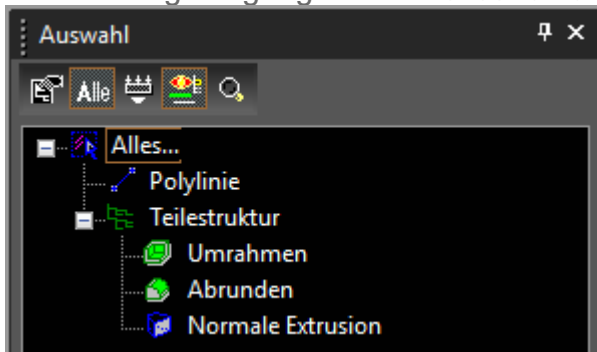 Auswahl
Alle
Alles...
Polylinie
Teilestruktur
Umrahmen
Abrunden
Normale Extrusion